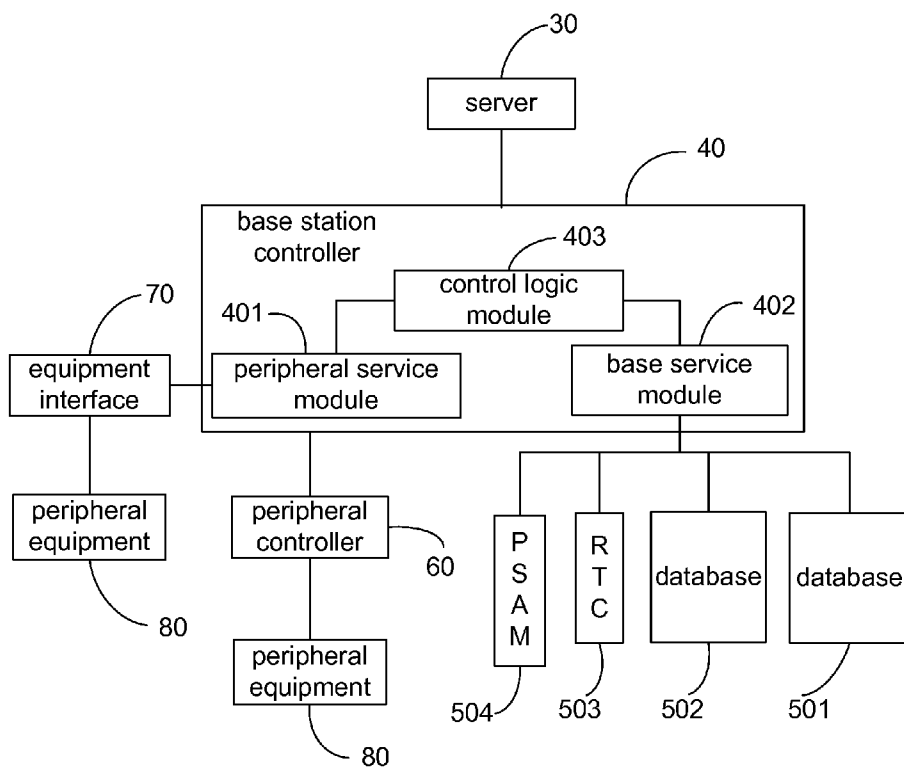 30
server
40
base station
controller
403
control logic
module
70
401
402
equipment
interface
peripheral service
module
base service
module
peripheral
equipment
peripheral
controller
60
P
S
A
M
R
T
C
database
database
80
peripheral
equipment
504
503
502
501
80